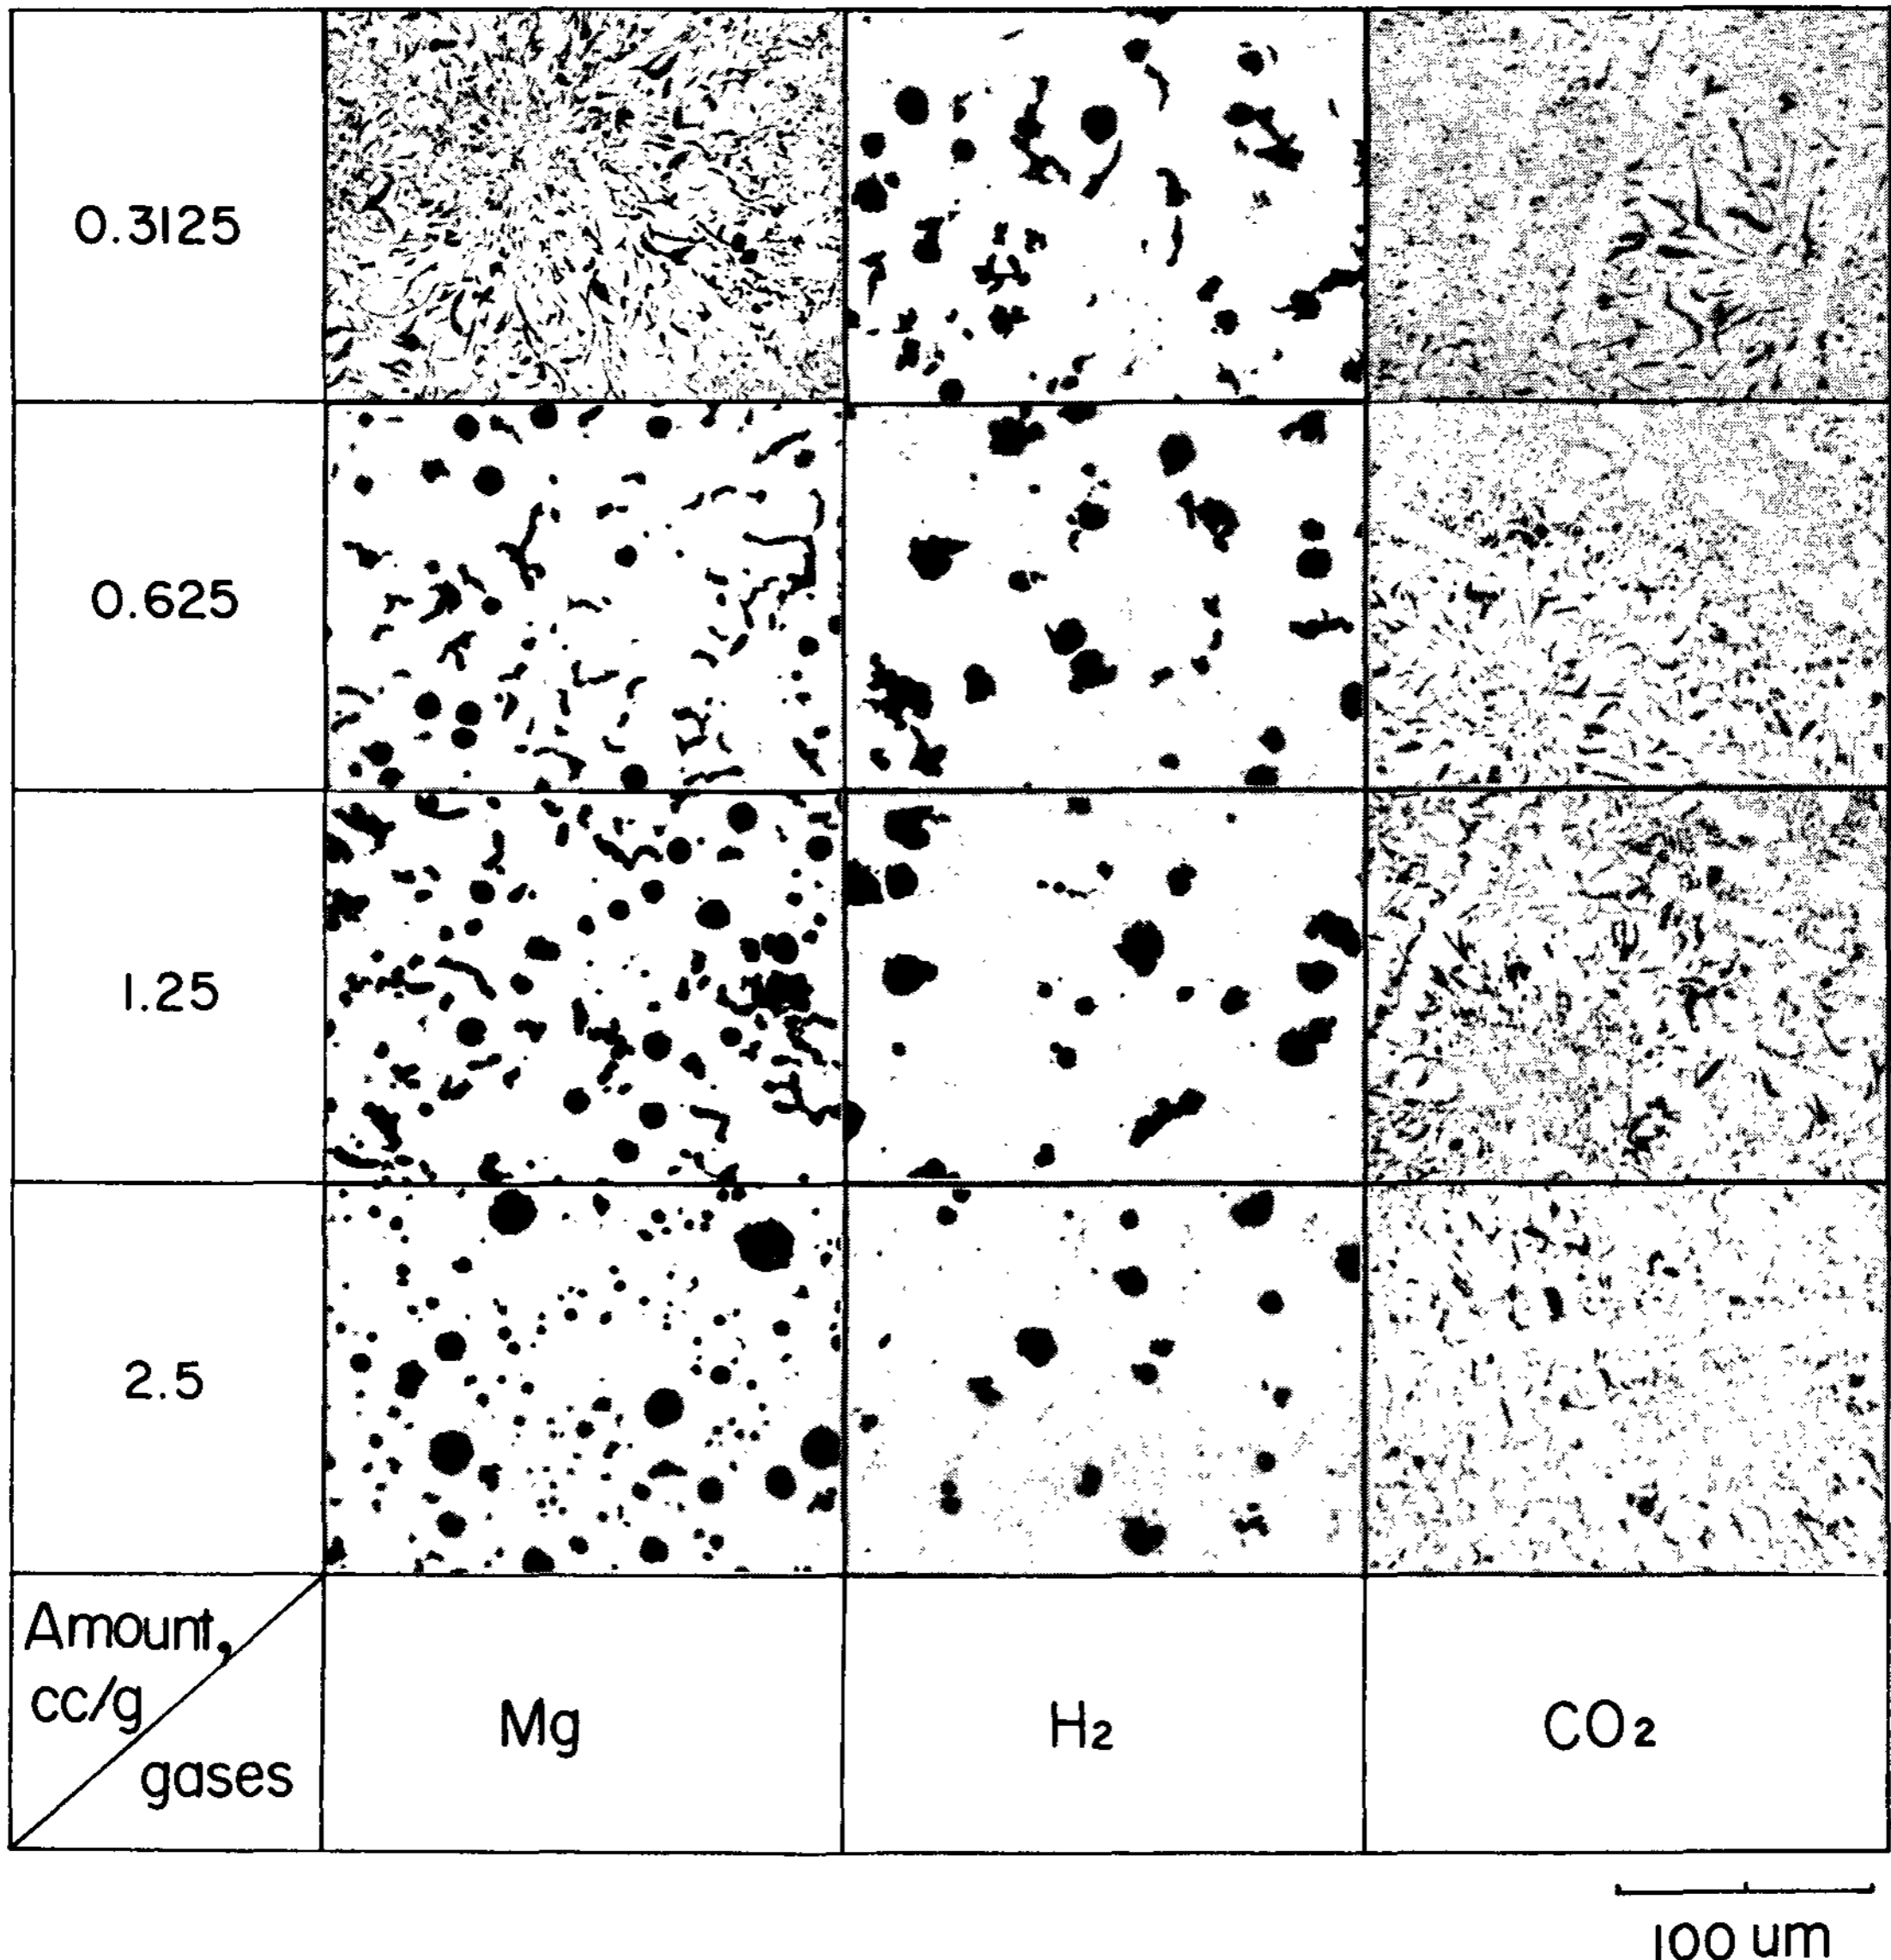 0.3125
0.625
1.25
2.5
Amount,
cc/g
gases
Mg
H₂
CO₂
100 um